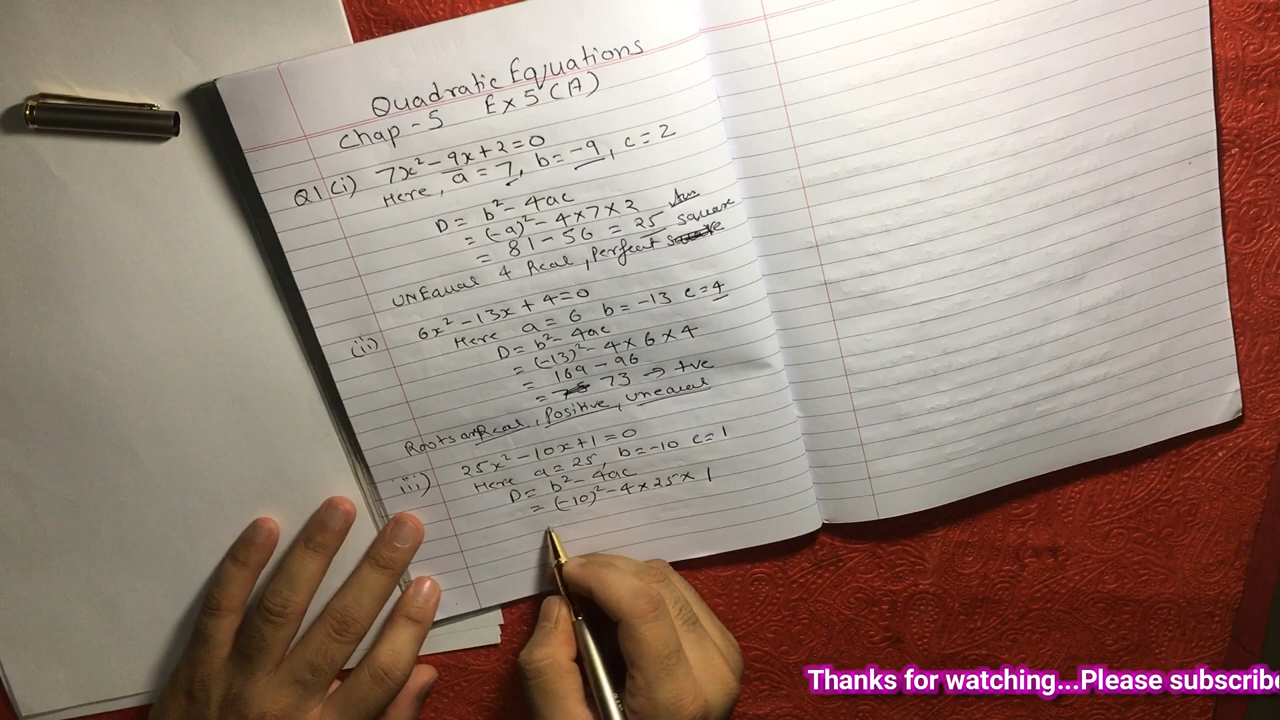 Quadratic Equations
Chap - 5 Ex 5 (A)
Q1 (i) 7x² - 9x + 2 = 0
Here, a = 7, b = -9, c = 2
D = b² - 4ac
= (-9)² - 4 x 7 x 2
= 81 - 56 = 25 Ans
UNEqual & Real, Perfect square
(ii) 6x² - 13x + 4 = 0
Here a = 6 b = -13 c = 4
D = b² - 4ac
= (-13)² - 4 x 6 x 4
= 169 - 96
= 73 → +ve
Roots are Real, Positive, unequal
iii) 25x² - 10x + 1 = 0
Here a = 25, b = -10 c = 1
D = b² - 4ac
= (-10)² - 4 x 25 x 1
Thanks for watching...Please subscribe